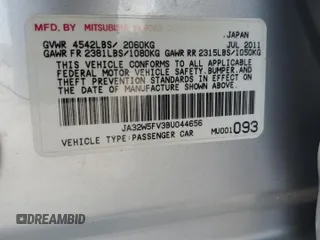 MFD BY MITSUBISHI
JAPAN
GVWR 4542LBS/ 2060KG JUL 2011
GAWR FR 2381LBS/1080KG GAWR RR 2315LBS/1050KG
THIS VEHICLE CONFORMS TO ALL APPLICABLE
FEDERAL MOTOR VEHICLE SAFETY,BUMPER,AND
THEFT PREVENTION STANDARDS IN EFFECT ON THE
DATE OF MANUFACTURE SHOWN ABOVE.
JA32W5FV3BU044656
VEHICLE TYPE:PASSENGER CAR
MU001093
DREAMBID